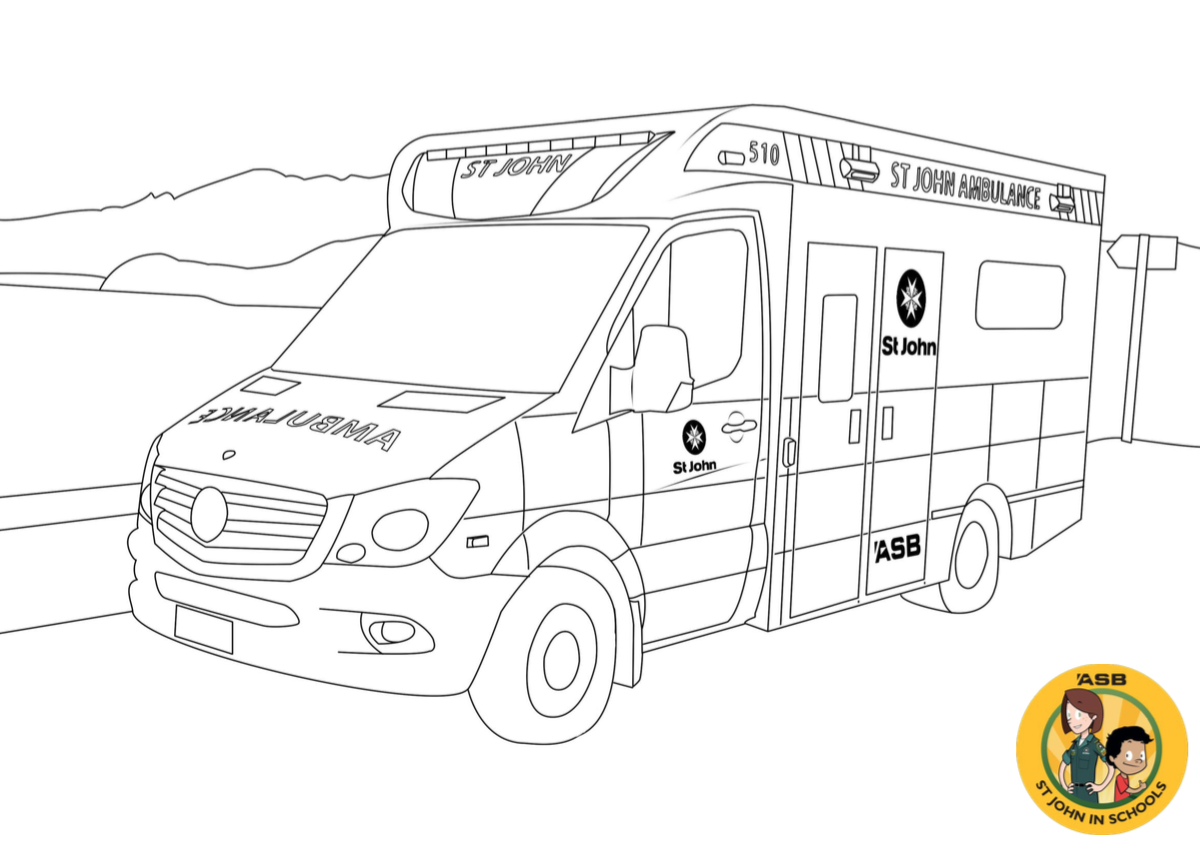 ST JOHN
510
ST JOHN AMBULANCE
St John
AMBULANCE
St John
ASB
ASB
ST JOHN IN SCHOOLS